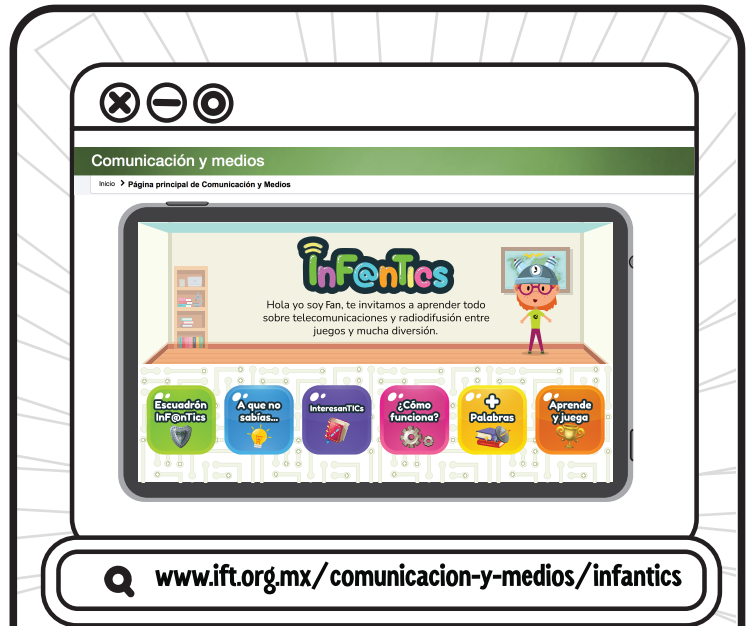 Comunicación y medios
Inicio > Página principal de Comunicación y Medios
InF@nTics
Hola yo soy Fan, te invitamos a aprender todo
sobre telecomunicaciones y radiodifusión entre
juegos y mucha diversión.
Escuadrón
InF@nTics
A que no
sabías...
InteresanTICs
¿Cómo
funciona?
+
Palabras
Aprende
y juega
www.ift.org.mx/comunicacion-y-medios/infantics